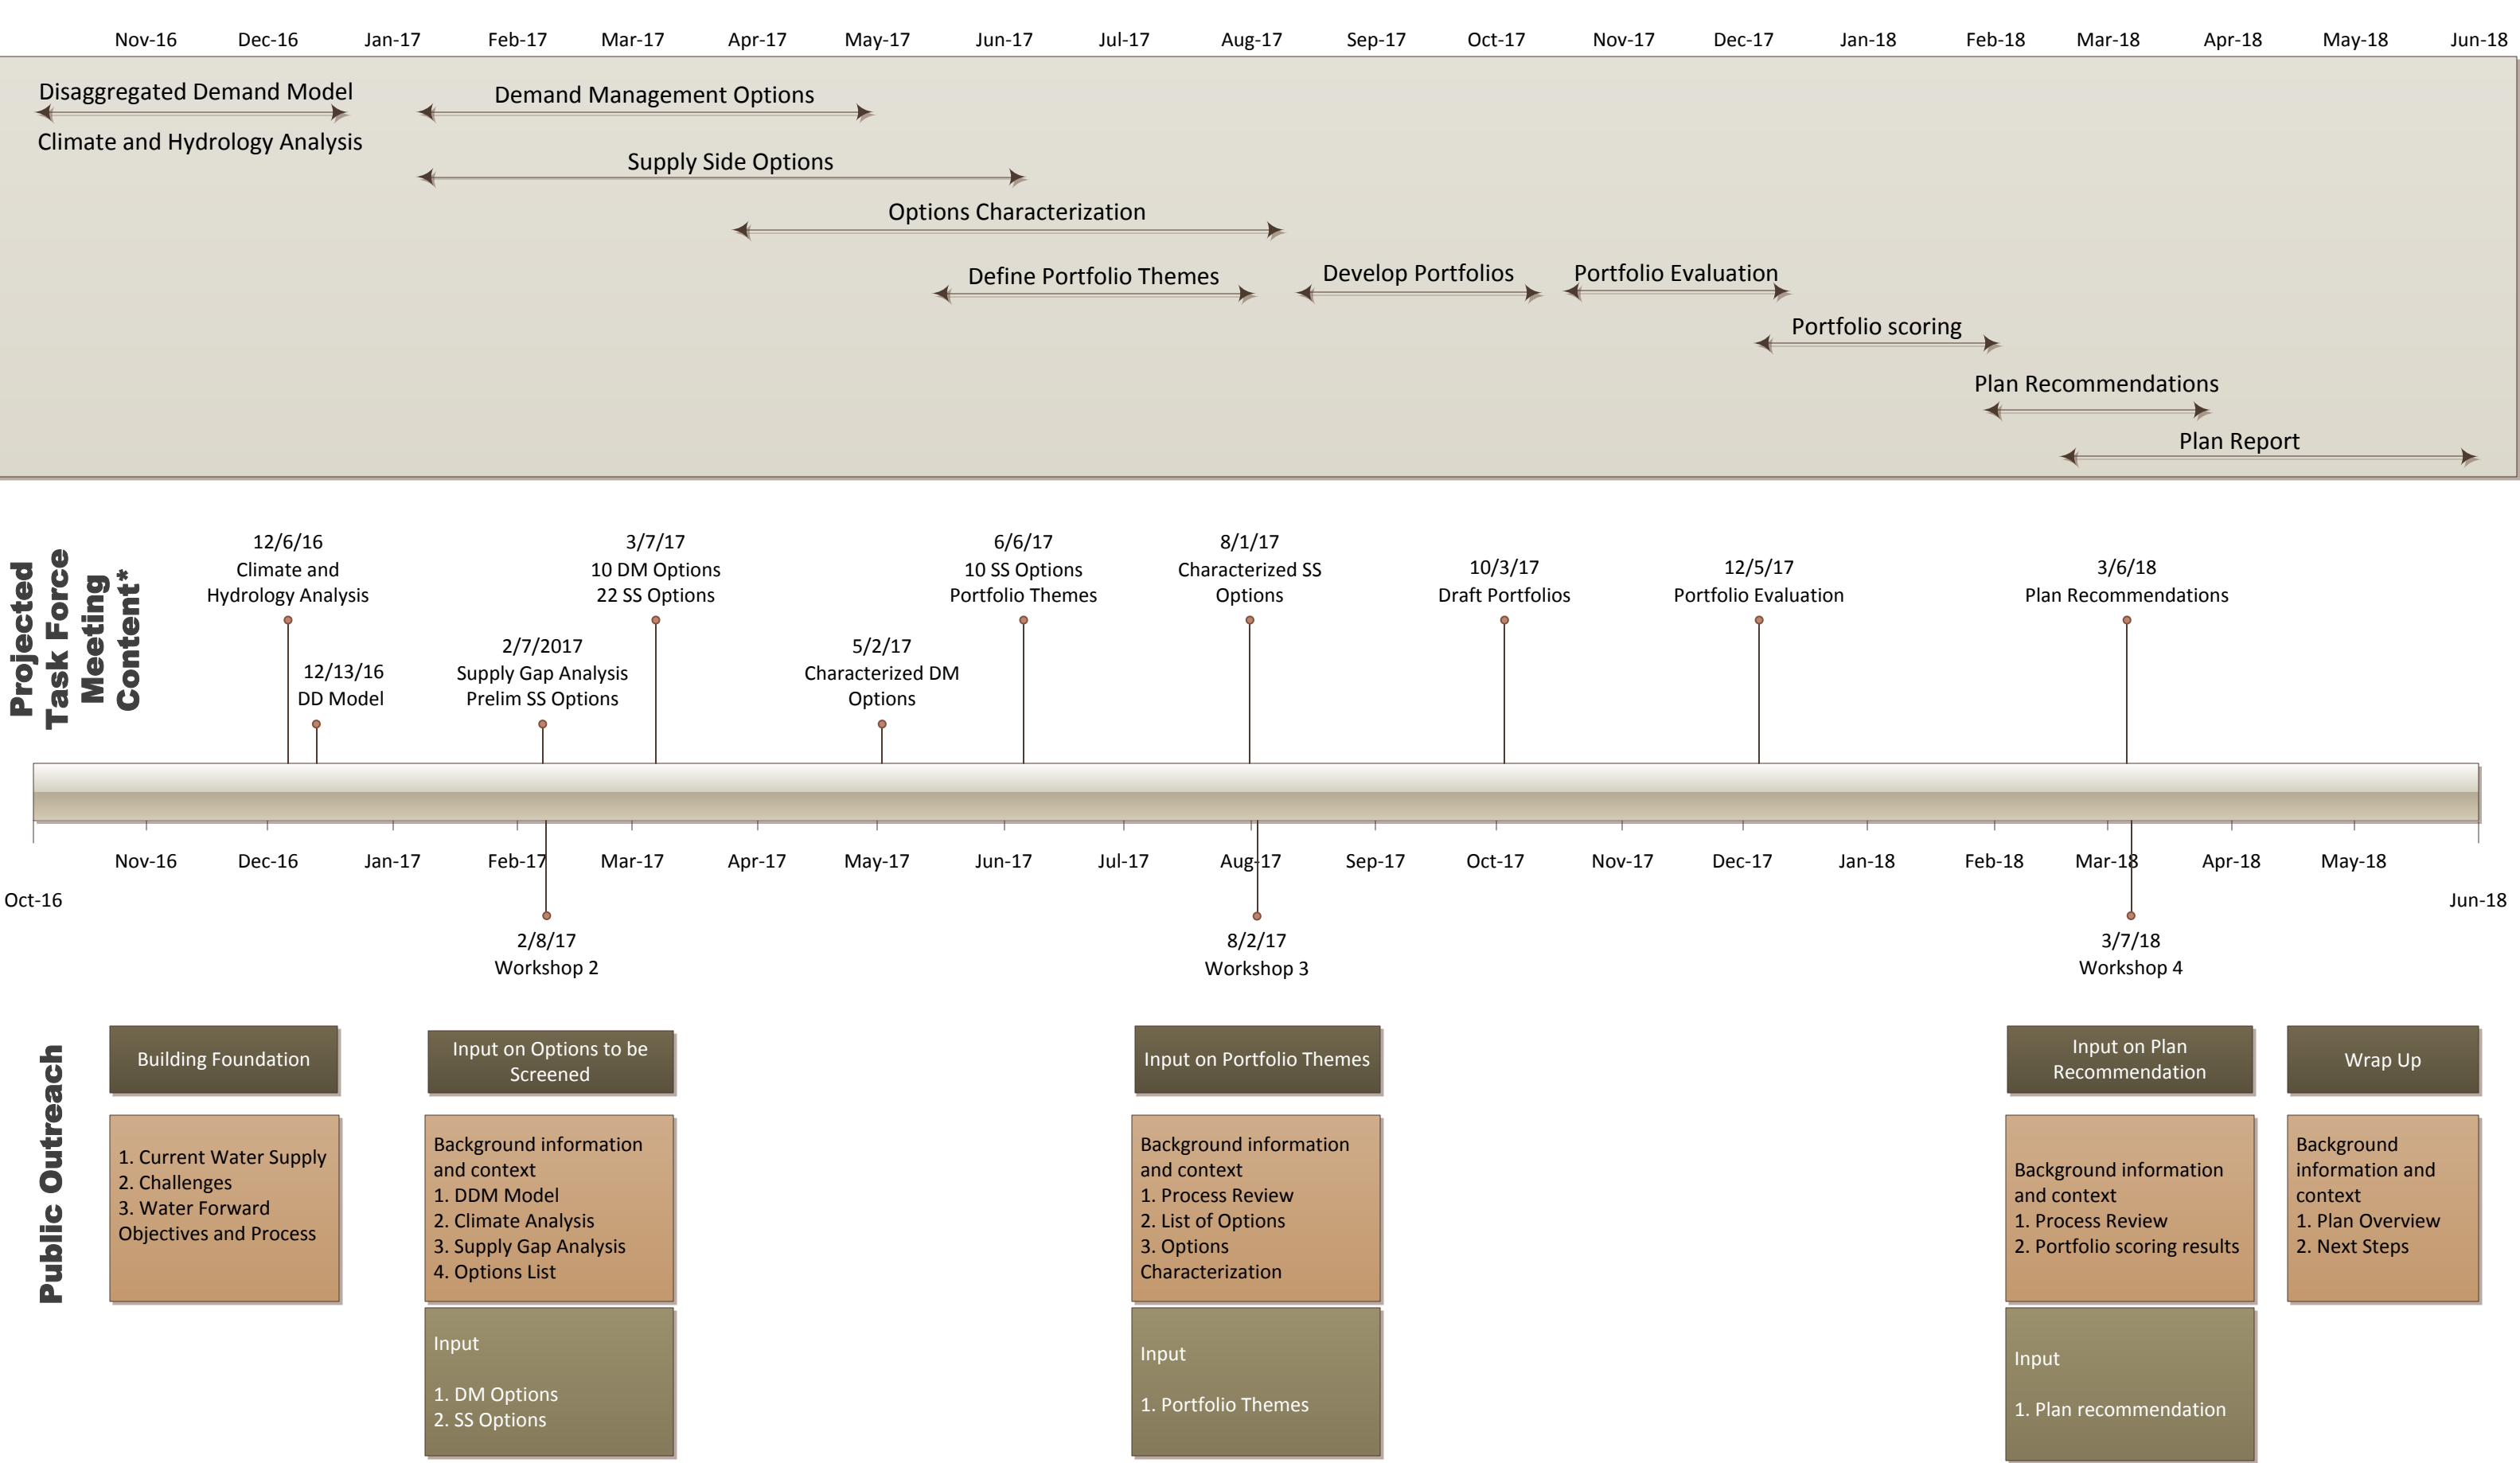 Nov-16 Dec-16 Jan-17 Feb-17 Mar-17 Apr-17 May-17 Jun-17 Jul-17 Aug-17 Sep-17 Oct-17 Nov-17 Dec-17 Jan-18 Feb-18 Mar-18 Apr-18 May-18 Jun-18
Disaggregated Demand Model
Demand Management Options
Climate and Hydrology Analysis
Supply Side Options
Options Characterization
Define Portfolio Themes
Develop Portfolios
Portfolio Evaluation
Portfolio scoring
Plan Recommendations
Plan Report
Projected
Task Force
Meeting
Content*
12/6/16
Climate and
Hydrology Analysis
12/13/16
DD Model
2/7/2017
Supply Gap Analysis
Prelim SS Options
3/7/17
10 DM Options
22 SS Options
5/2/17
Characterized DM
Options
6/6/17
10 SS Options
Portfolio Themes
8/1/17
Characterized SS
Options
10/3/17
Draft Portfolios
12/5/17
Portfolio Evaluation
3/6/18
Plan Recommendations
Nov-16 Dec-16 Jan-17 Feb-17 Mar-17 Apr-17 May-17 Jun-17 Jul-17 Aug-17 Sep-17 Oct-17 Nov-17 Dec-17 Jan-18 Feb-18 Mar-18 Apr-18 May-18
Oct-16 Jun-18
2/8/17
Workshop 2
8/2/17
Workshop 3
3/7/18
Workshop 4
Public Outreach
Building Foundation
1. Current Water Supply
2. Challenges
3. Water Forward
Objectives and Process
Input on Options to be
Screened
Background information
and context
1. DDM Model
2. Climate Analysis
3. Supply Gap Analysis
4. Options List
Input
1. DM Options
2. SS Options
Input on Portfolio Themes
Background information
and context
1. Process Review
2. List of Options
3. Options
Characterization
Input
1. Portfolio Themes
Input on Plan
Recommendation
Background information
and context
1. Process Review
2. Portfolio scoring results
Input
1. Plan recommendation
Wrap Up
Background
information and
context
1. Plan Overview
2. Next Steps